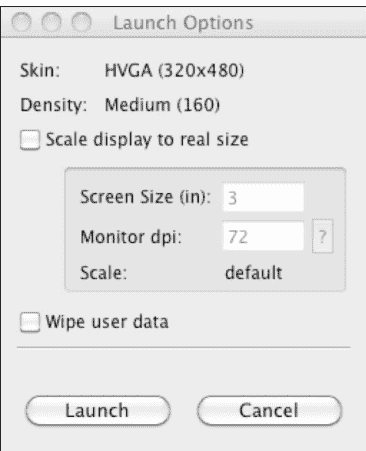 Launch Options
Skin: HVGA (320x480)
Density: Medium (160)
Scale display to real size
Screen Size (in): 3
Monitor dpi: 72 ?
Scale: default
Wipe user data
Launch Cancel